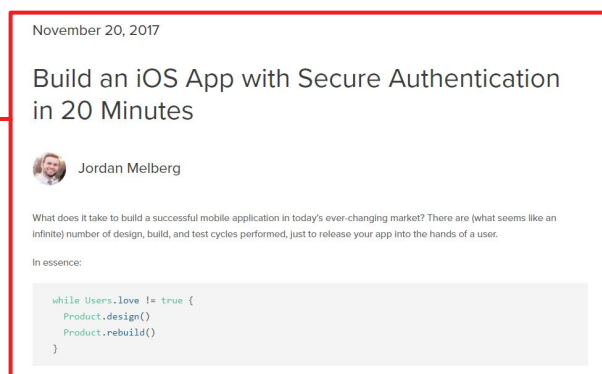 November 20, 2017
Build an iOS App with Secure Authentication
in 20 Minutes
Jordan Melberg
What does it take to build a successful mobile application in today's ever-changing market? There are (what seems like an
infinite) number of design, build, and test cycles performed, just to release your app into the hands of a user.
In essence:
while Users.love != true {
  Product.design()
  Product.rebuild()
}